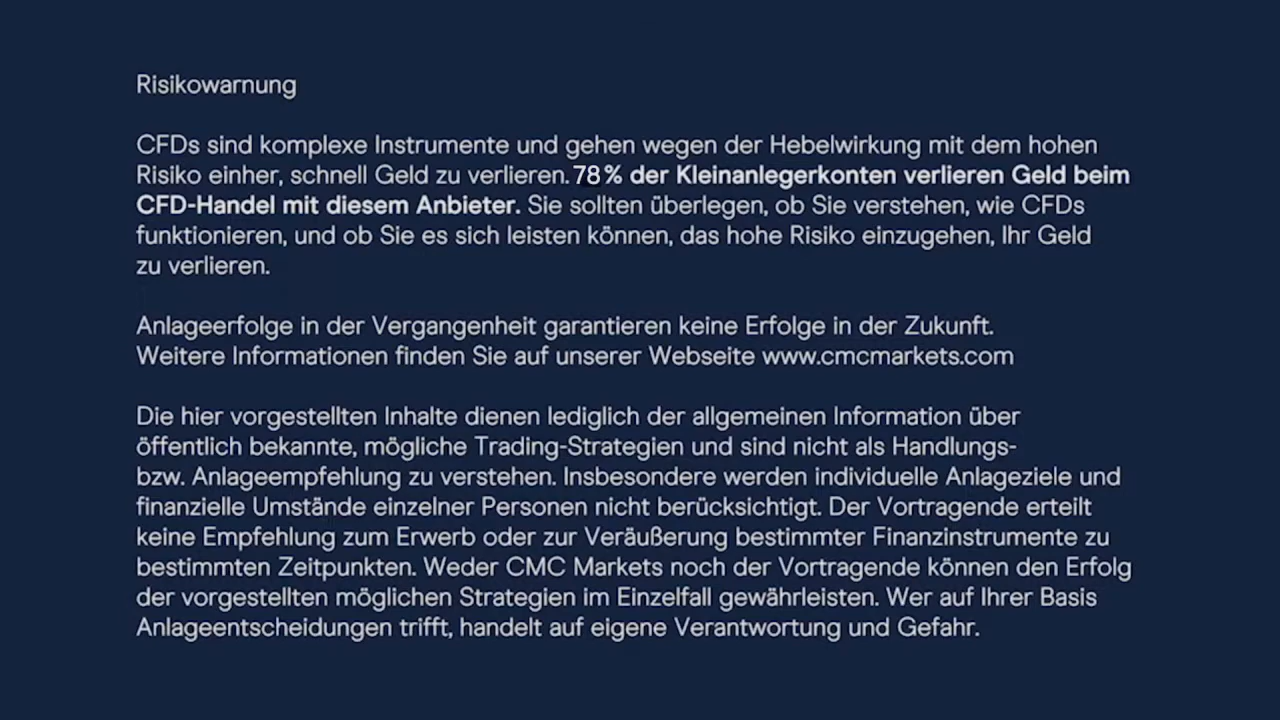 Risikowarnung
CFDs sind komplexe Instrumente und gehen wegen der Hebelwirkung mit dem hohen
Risiko einher, schnell Geld zu verlieren. 78 % der Kleinanlegerkonten verlieren Geld beim
CFD-Handel mit diesem Anbieter. Sie sollten überlegen, ob Sie verstehen, wie CFDs
funktionieren, und ob Sie es sich leisten können, das hohe Risiko einzugehen, Ihr Geld
zu verlieren.
Anlageerfolge in der Vergangenheit garantieren keine Erfolge in der Zukunft.
Weitere Informationen finden Sie auf unserer Webseite www.cmcmarkets.com
Die hier vorgestellten Inhalte dienen lediglich der allgemeinen Information über
öffentlich bekannte, mögliche Trading-Strategien und sind nicht als Handlungs-
bzw. Anlageempfehlung zu verstehen. Insbesondere werden individuelle Anlageziele und
finanzielle Umstände einzelner Personen nicht berücksichtigt. Der Vortragende erteilt
keine Empfehlung zum Erwerb oder zur Veräußerung bestimmter Finanzinstrumente zu
bestimmten Zeitpunkten. Weder CMC Markets noch der Vortragende können den Erfolg
der vorgestellten möglichen Strategien im Einzelfall gewährleisten. Wer auf Ihrer Basis
Anlageentscheidungen trifft, handelt auf eigene Verantwortung und Gefahr.